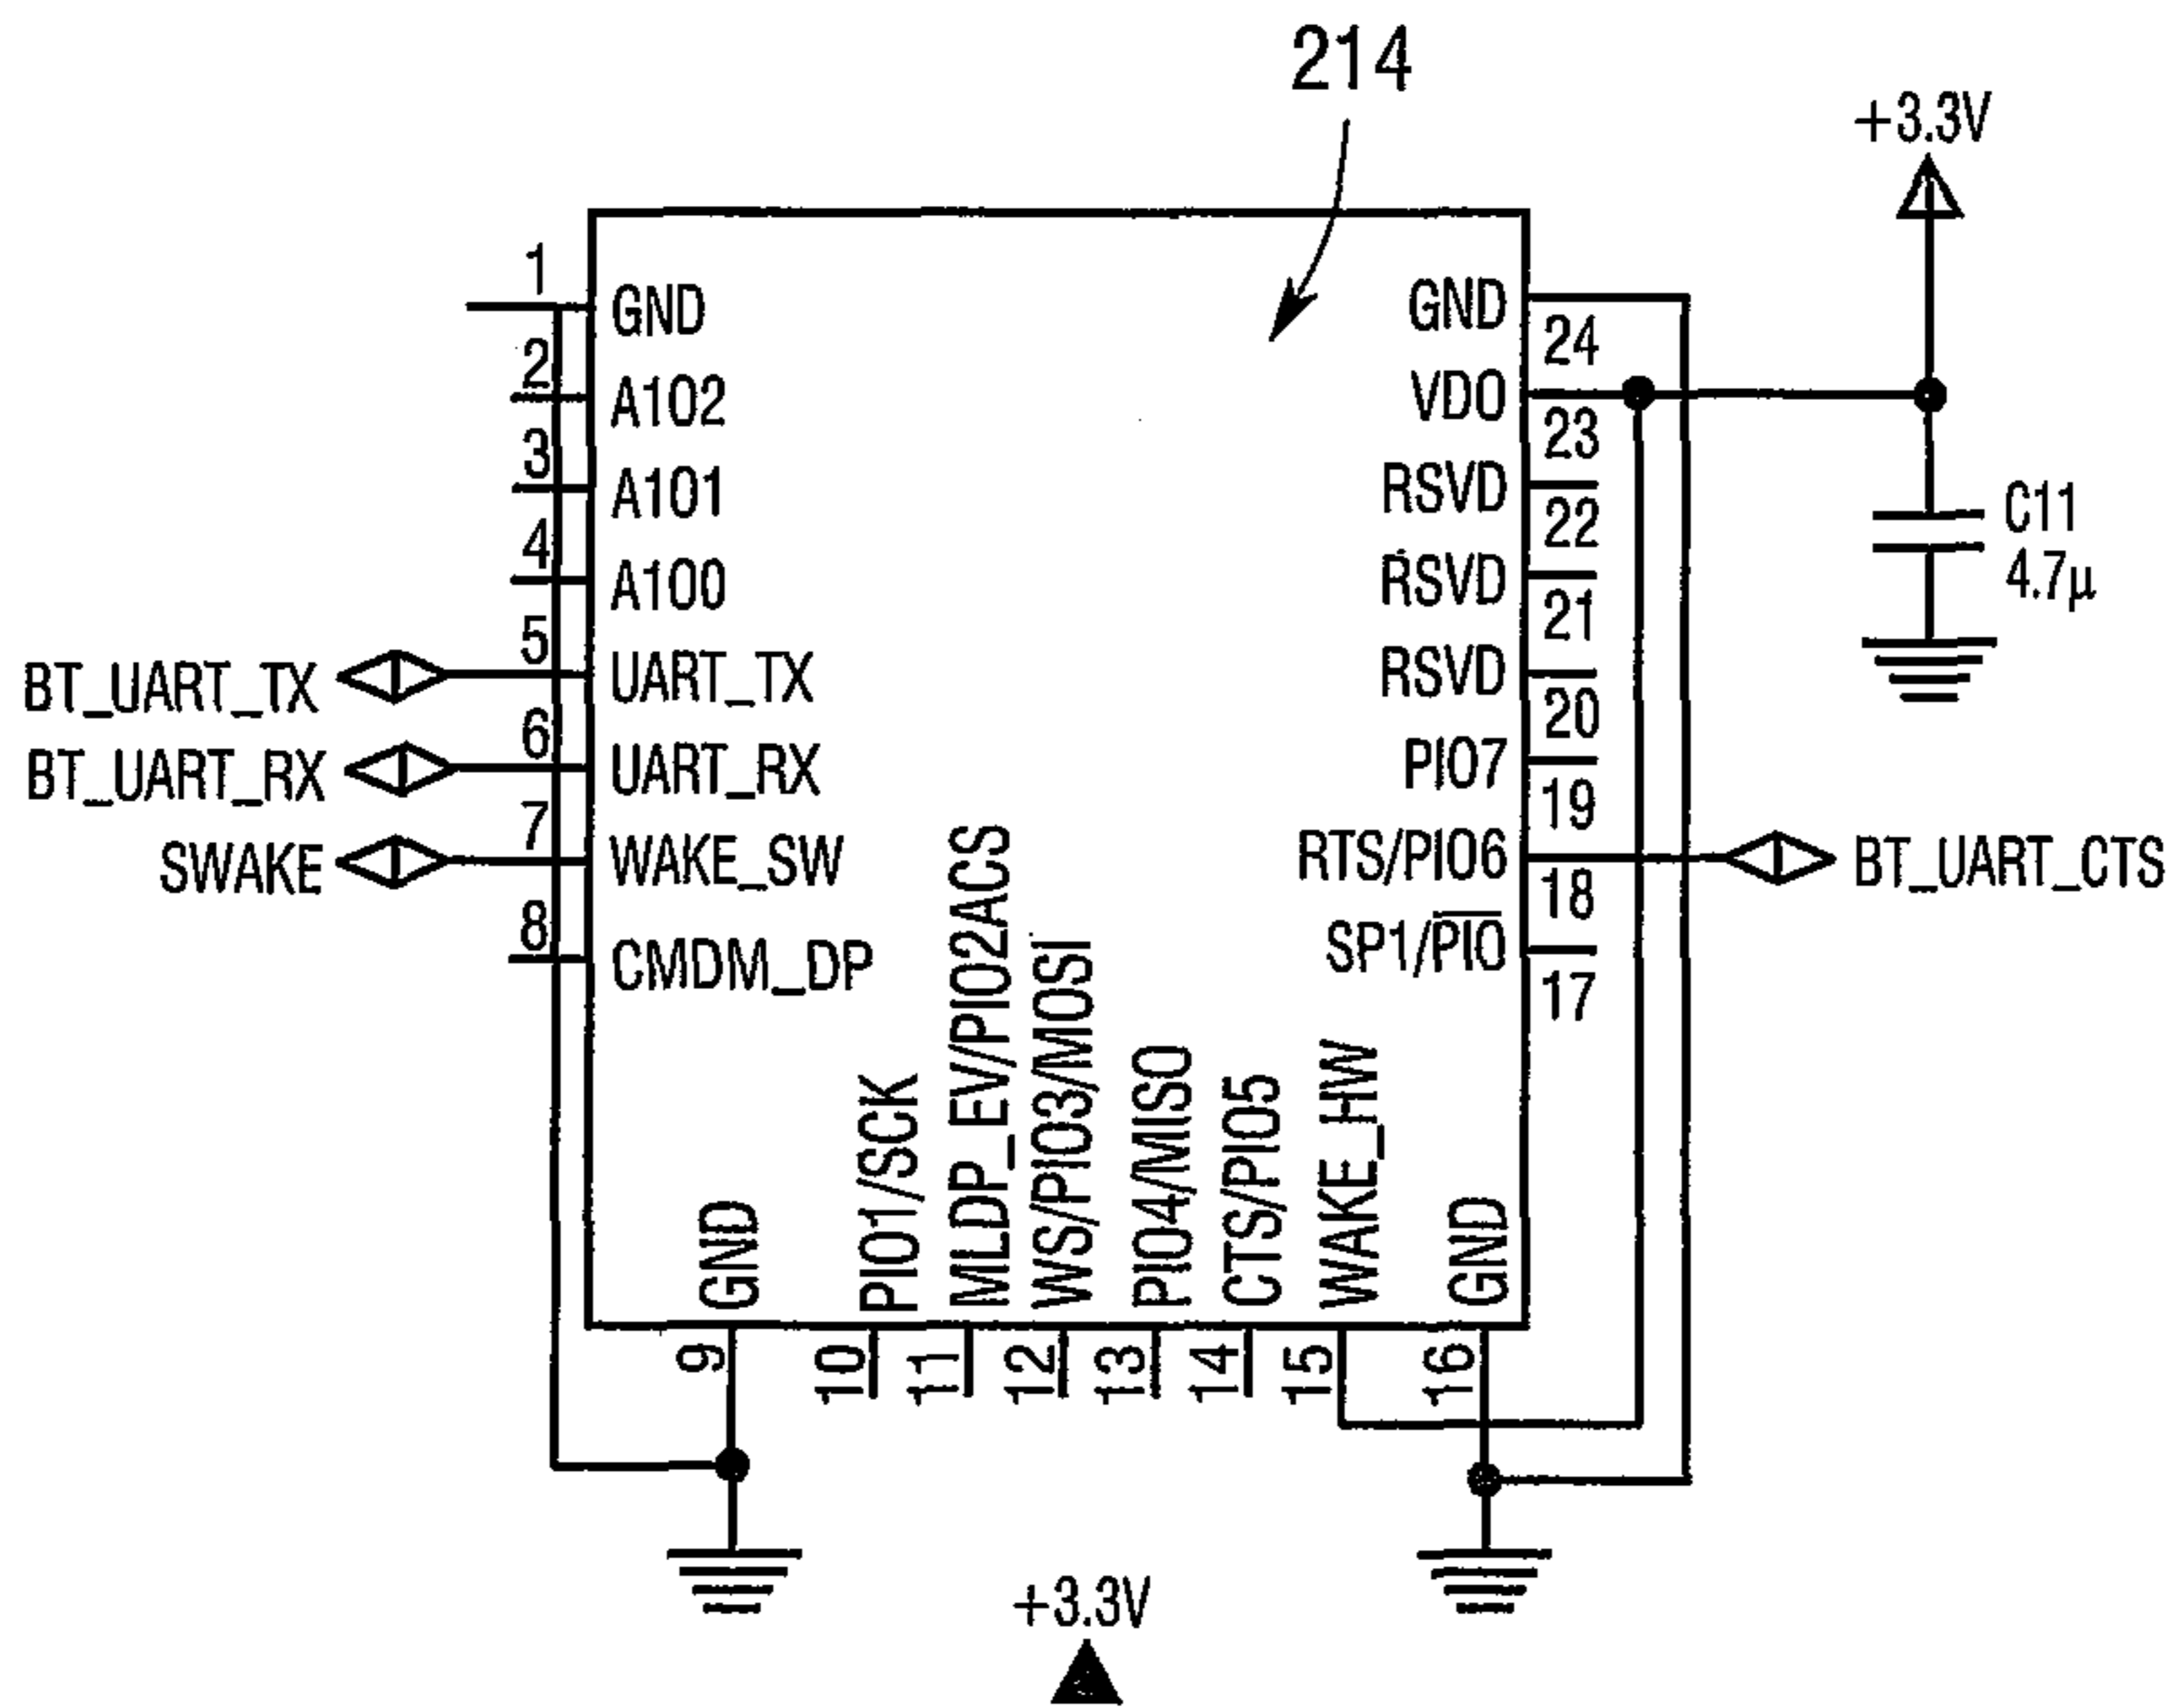 214
+3.3V
1 GND
2 A102
3 A101
4 A100
BT_UART_TX 5 UART_TX
BT_UART_RX 6 UART_RX
SWAKE 7 WAKE_SW
8 CMDM_DP
GND 24
VDO 23
RSVD 22
RSVD 21
RSVD 20
PIO7 19
RTS/PIO6 18 BT_UART_CTS
SP1/PIO 17
C11
4.7µ
GND 9
PIO1/SCK 10
MLDP_EV/PIO2ACS 11
WS/PIO3/MOSI 12
PIO4/MISO 13
CTS/PIO5 14
WAKE_HW 15
GND 16
+3.3V